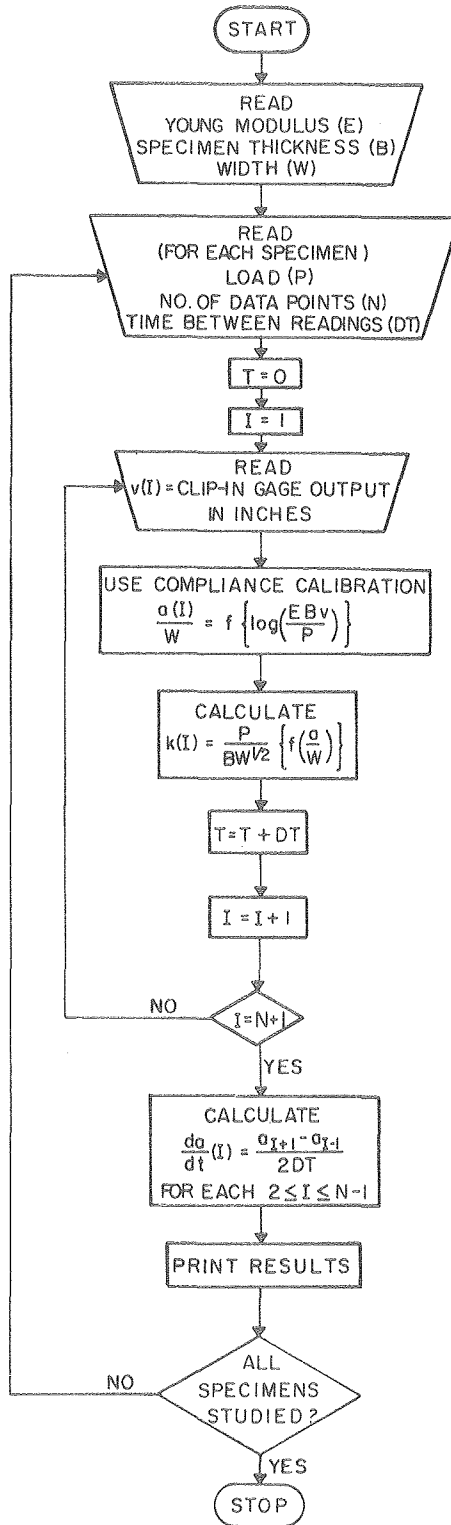 START
READ
YOUNG MODULUS (E)
SPECIMEN THICKNESS (B)
WIDTH (W)
READ
(FOR EACH SPECIMEN)
LOAD (P)
NO. OF DATA POINTS (N)
TIME BETWEEN READINGS (DT)
T = 0
I = 1
READ
v(I) = CLIP-IN GAGE OUTPUT
IN INCHES
USE COMPLIANCE CALIBRATION
a(I)/W = f {log(EBv/P)}
CALCULATE
k(I) = P/BW^1/2 {f(a/W)}
T = T + DT
I = I + 1
I = N+1
NO
YES
CALCULATE
da/dt (I) = a_I+1 - a_I-1 / 2DT
FOR EACH 2 ≤ I ≤ N-1
PRINT RESULTS
ALL
NO
SPECIMENS
STUDIED?
YES
STOP